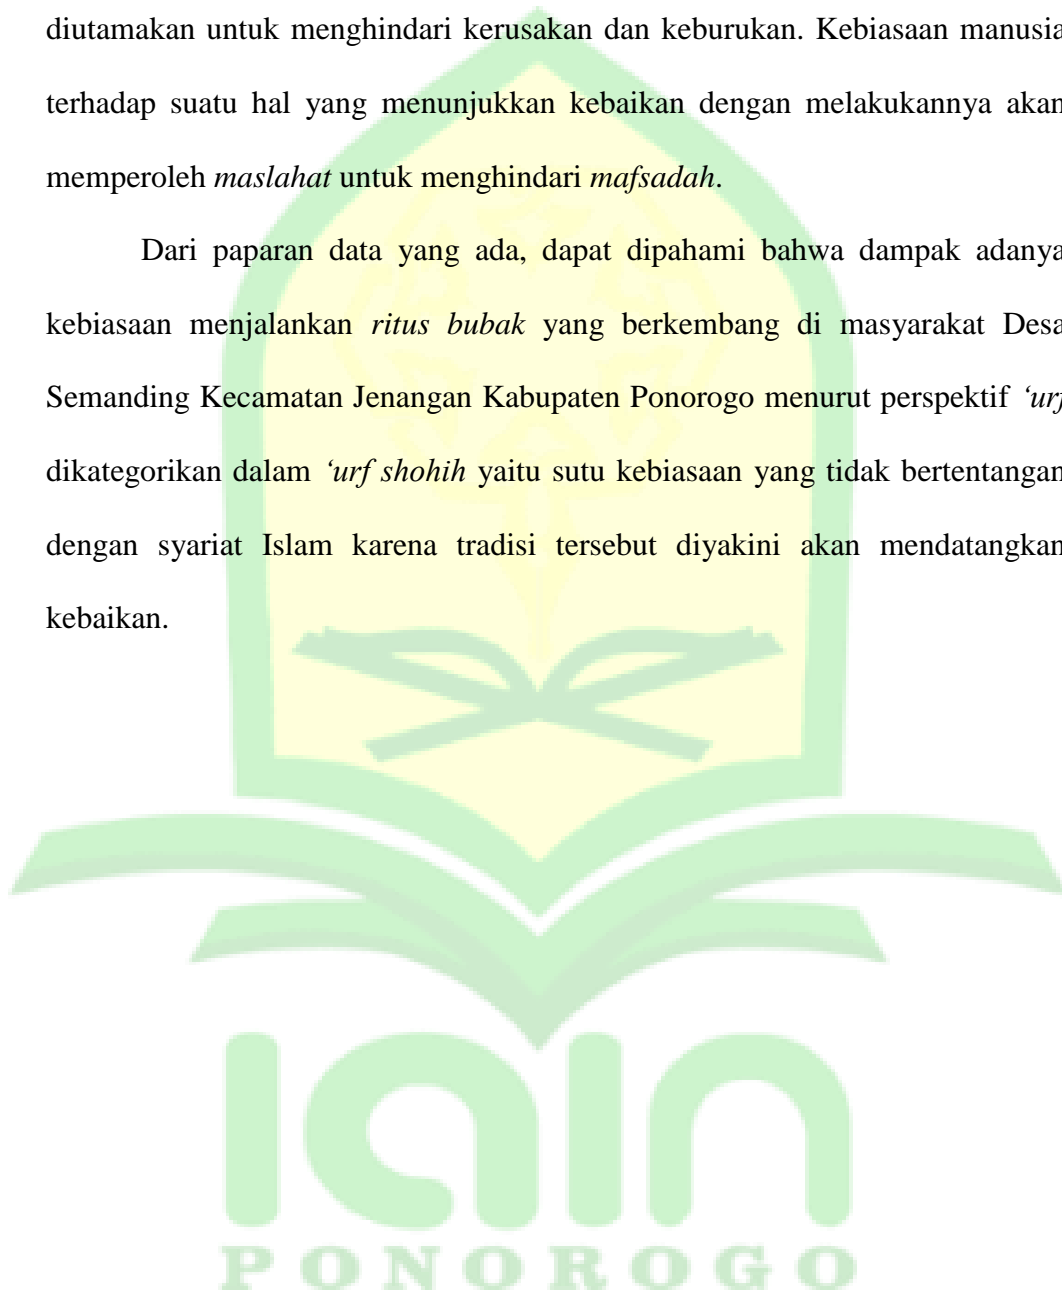 diutamakan untuk menghindari kerusakan dan keburukan. Kebiasaan manusia
terhadap suatu hal yang menunjukkan kebaikan dengan melakukannya akan
memperoleh maslahat untuk menghindari mafsadah.
Dari paparan data yang ada, dapat dipahami bahwa dampak adanya
kebiasaan menjalankan ritus bubak yang berkembang di masyarakat Desa
Semanding Kecamatan Jenangan Kabupaten Ponorogo menurut perspektif ‘urf
dikategorikan dalam ‘urf shohih yaitu sutu kebiasaan yang tidak bertentangan
dengan syariat Islam karena tradisi tersebut diyakini akan mendatangkan
kebaikan.
iain
PONOROGO